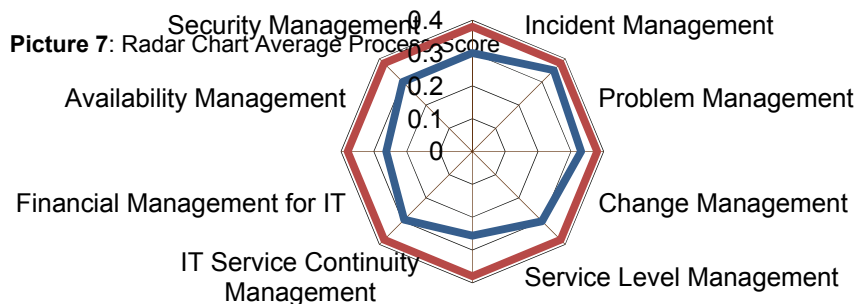 Security Management
0.4
Incident Management
Picture 7: Radar Chart Average Process Score
0.3
Availability Management
0.2
Problem Management
0.1
0
Financial Management for IT
Change Management
IT Service Continuity
Management
Service Level Management